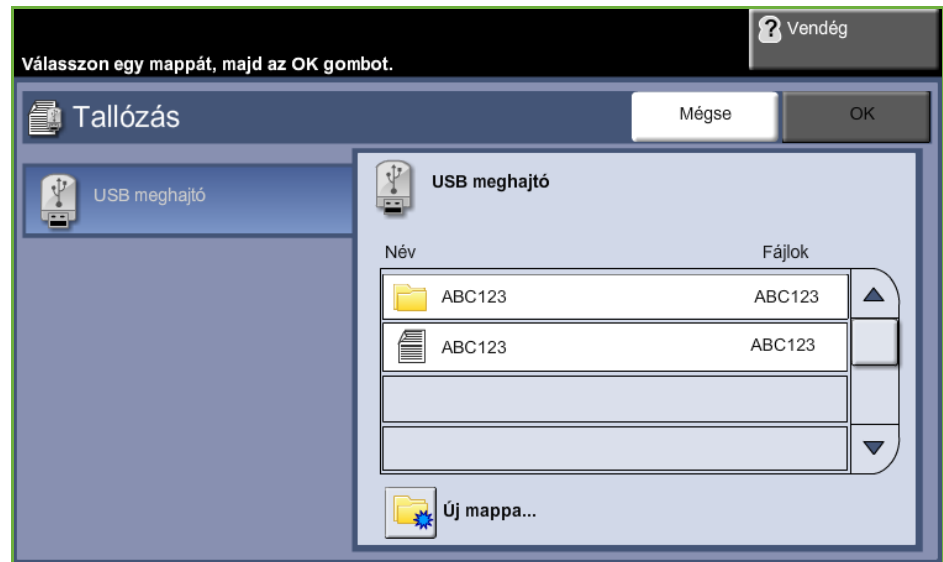 Vendég
Válasszon egy mappát, majd az OK gombot.
Tallózás
Mégse
OK
USB meghajtó
USB meghajtó
Név Fájlok
ABC123 ABC123
ABC123 ABC123
Új mappa...